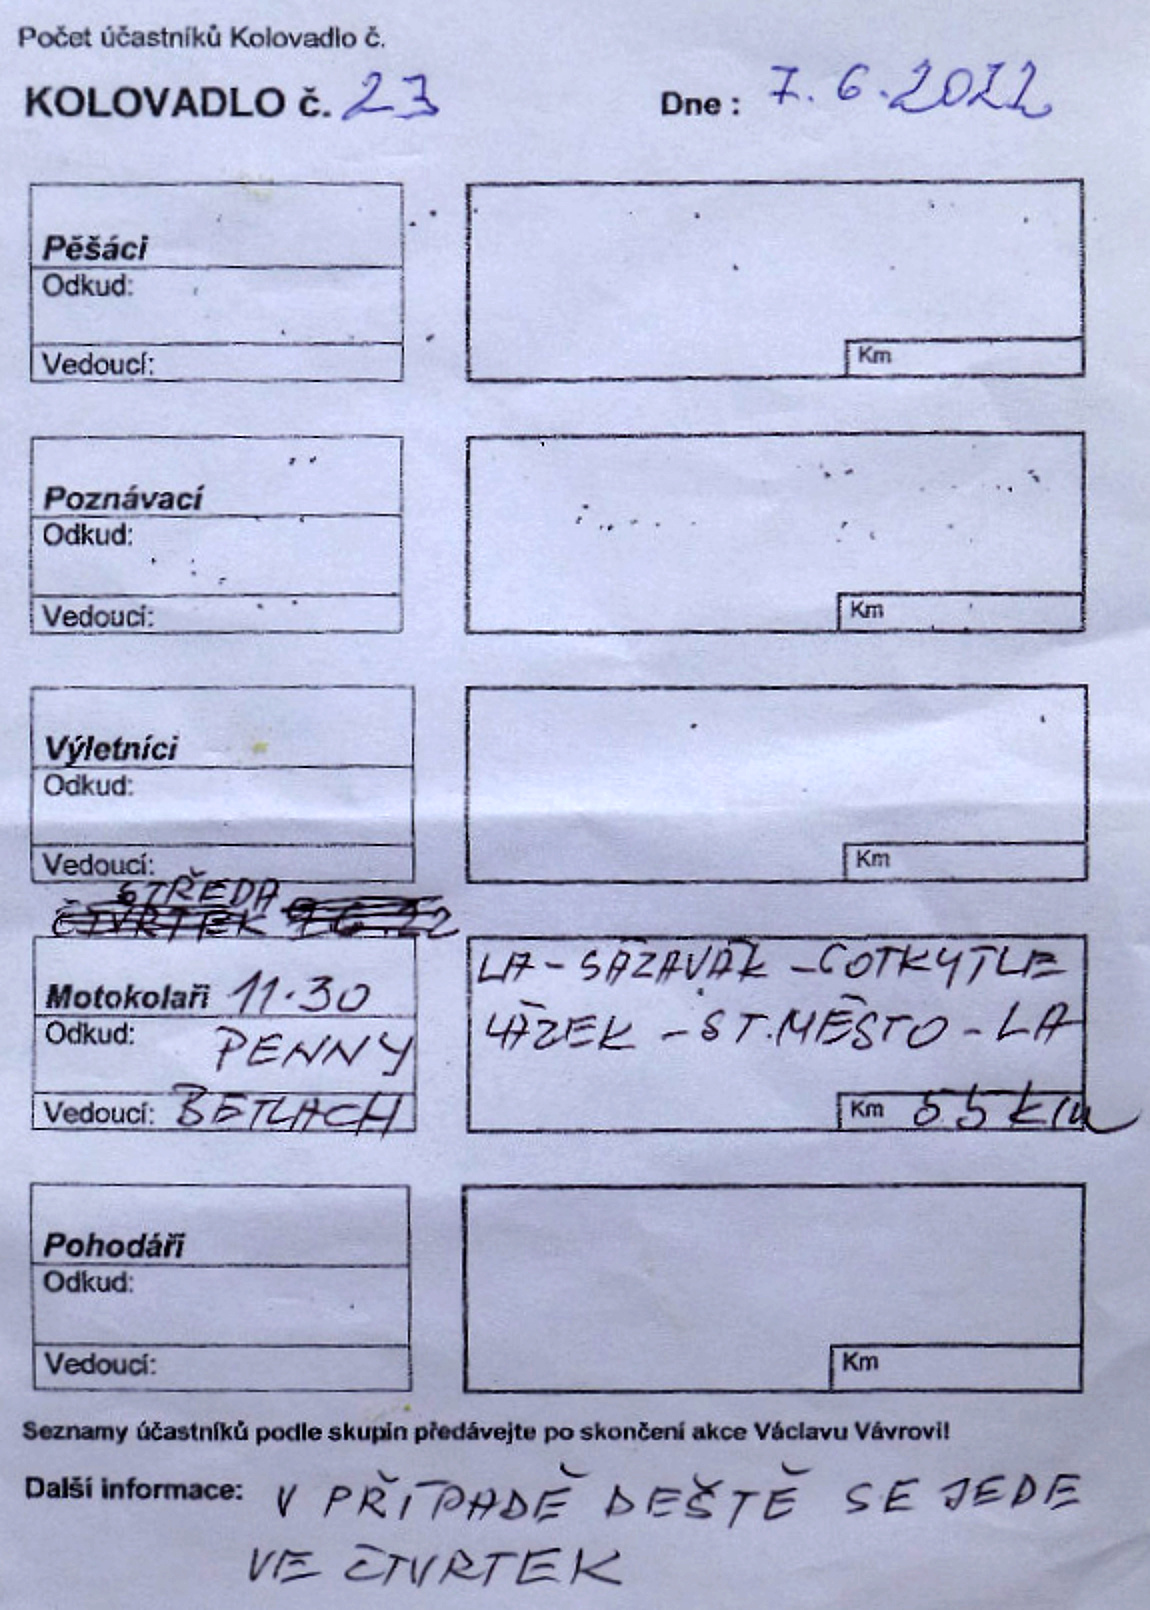 Počet účastníků Kolovadlo č.
KOLOVADLO č. 23
Dne : 7. 6. 2022
Pěšáci
Odkud:
Vedoucí:
Km
Poznávací
Odkud:
Vedoucí:
Km
Výletníci
Odkud:
Vedoucí:
Km
STŘEDA
ČTVRTEK
Motokolaři 11.30
Odkud: PENNY
Vedoucí: BETLACH
LA - SÁZAVÁK - COTKYTLE
LÁZEK - ST. MĚSTO - LA
Km 55 km
Pohodáři
Odkud:
Vedoucí:
Km
Seznamy účastníků podle skupin předávejte po skončení akce Václavu Vávrovi!
Další informace: V PŘÍPADĚ DEŠTĚ SE JEDE
VE ČTVRTEK